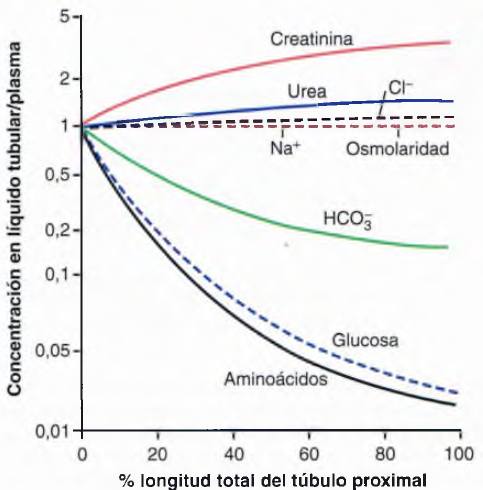 Concentración en líquido tubular/plasma
5
2
1
0,5
0,2
0,1
0,05
0,01
Creatinina
Urea
Cl⁻
Na⁺
Osmolaridad
HCO₃⁻
Glucosa
Aminoácidos
0 20 40 60 80 100
% longitud total del túbulo proximal